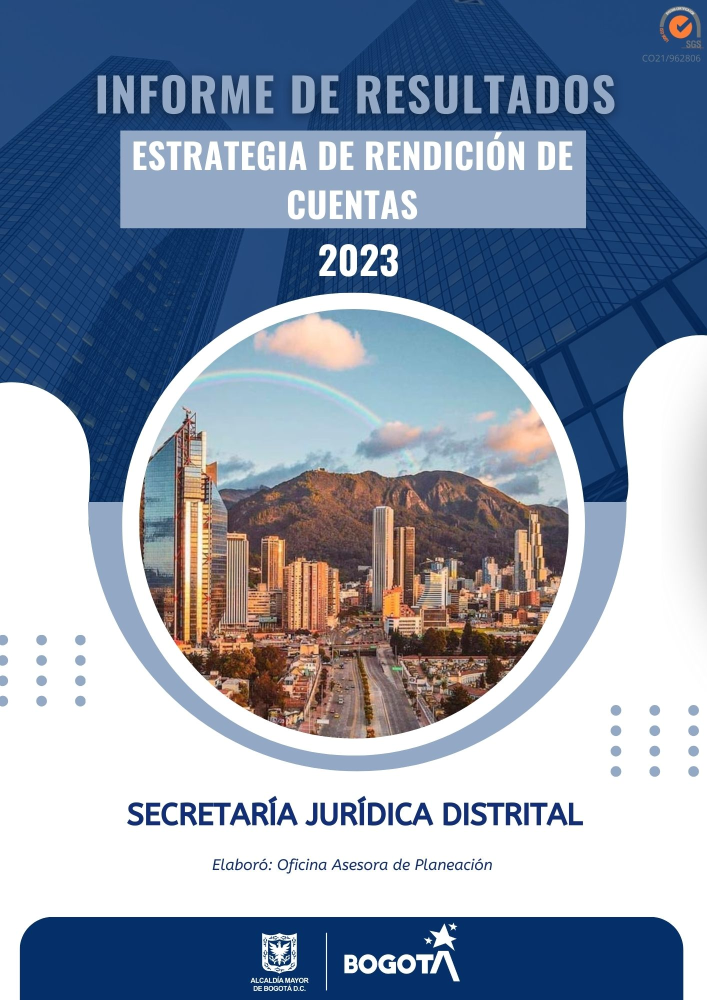 SYSTEM CERTIFICATION
ISO 9001
SGS
CO21/962806
INFORME DE RESULTADOS
ESTRATEGIA DE RENDICIÓN DE
CUENTAS
2023
SECRETARÍA JURÍDICA DISTRITAL
Elaboró: Oficina Asesora de Planeación
ALCALDÍA MAYOR
DE BOGOTÁ D.C.
BOGOTÁ